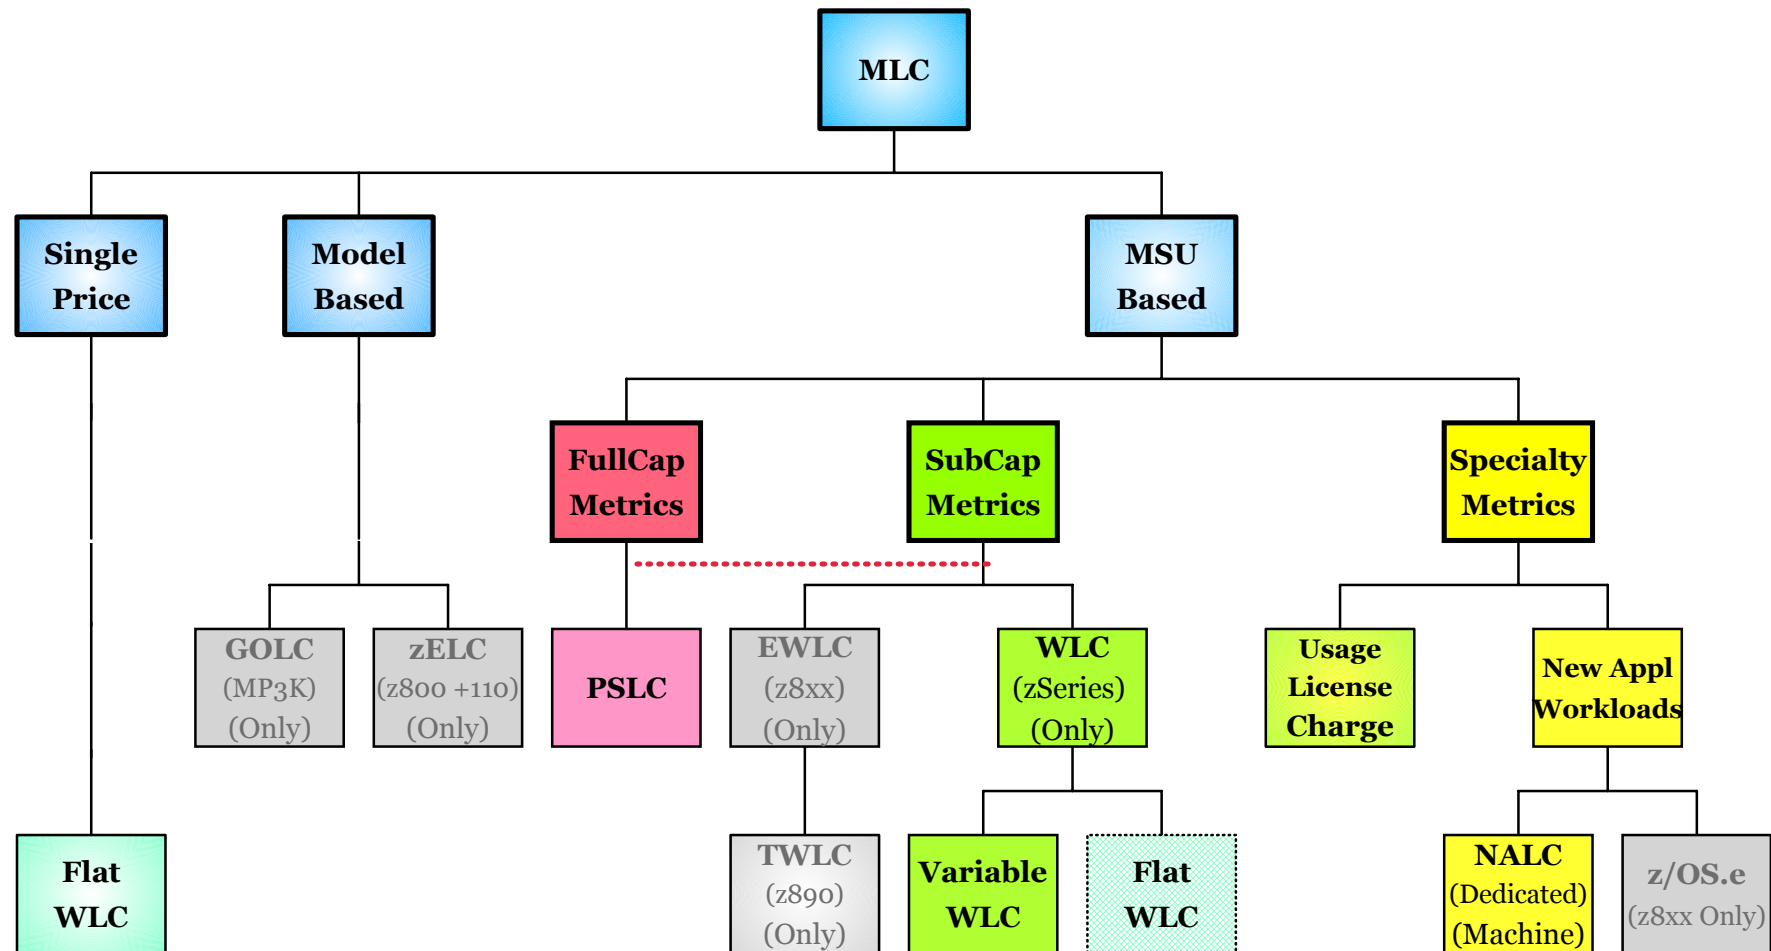 MLC
Single
Price
Model
Based
MSU
Based
FullCap
Metrics
SubCap
Metrics
Specialty
Metrics
GOLC
(MP3K)
(Only)
zELC
(z800 +110)
(Only)
PSLC
EWLC
(z8xx)
(Only)
WLC
(zSeries)
(Only)
Usage
License
Charge
New Appl
Workloads
Flat
WLC
TWLC
(z890)
(Only)
Variable
WLC
Flat
WLC
NALC
(Dedicated)
(Machine)
z/OS.e
(z8xx Only)